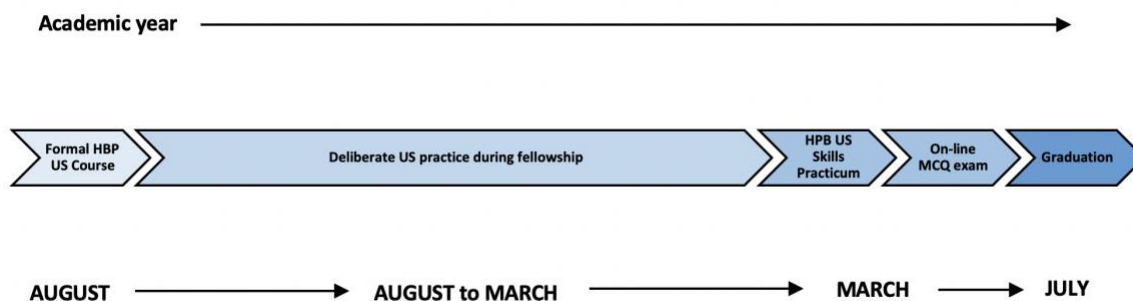 Academic year
Formal HBP
US Course
Deliberate US practice during fellowship
HPB US
Skills
Practicum
On-line
MCQ exam
Graduation
AUGUST
AUGUST to MARCH
MARCH
JULY